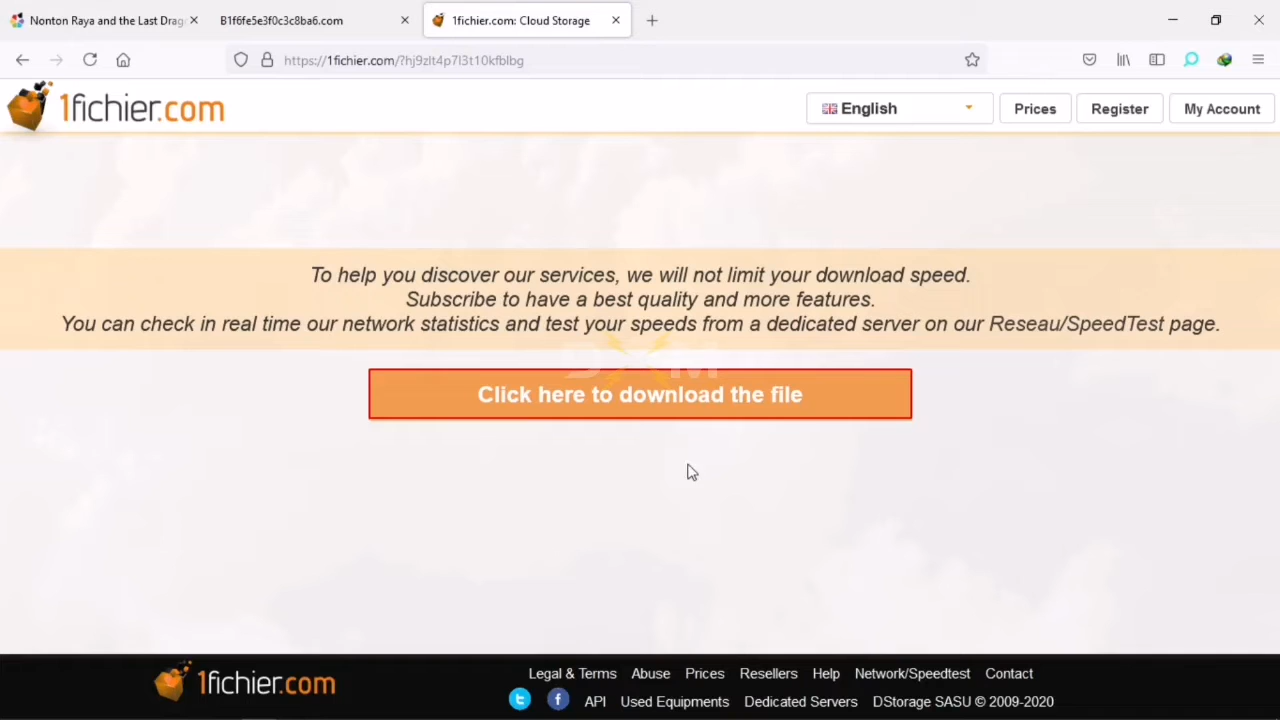 Nonton Raya and the Last Drag
B1f6fe5e3f0c3c8ba6.com
1fichier.com: Cloud Storage
https://1fichier.com/?hj9zlt4p7l3t10kfblbg
1fichier.com
English
Prices
Register
My Account
To help you discover our services, we will not limit your download speed.
Subscribe to have a best quality and more features.
You can check in real time our network statistics and test your speeds from a dedicated server on our Reseau/SpeedTest page.
Click here to download the file
1fichier.com
Legal & Terms Abuse Prices Resellers Help Network/Speedtest Contact
API Used Equipments Dedicated Servers DStorage SASU © 2009-2020